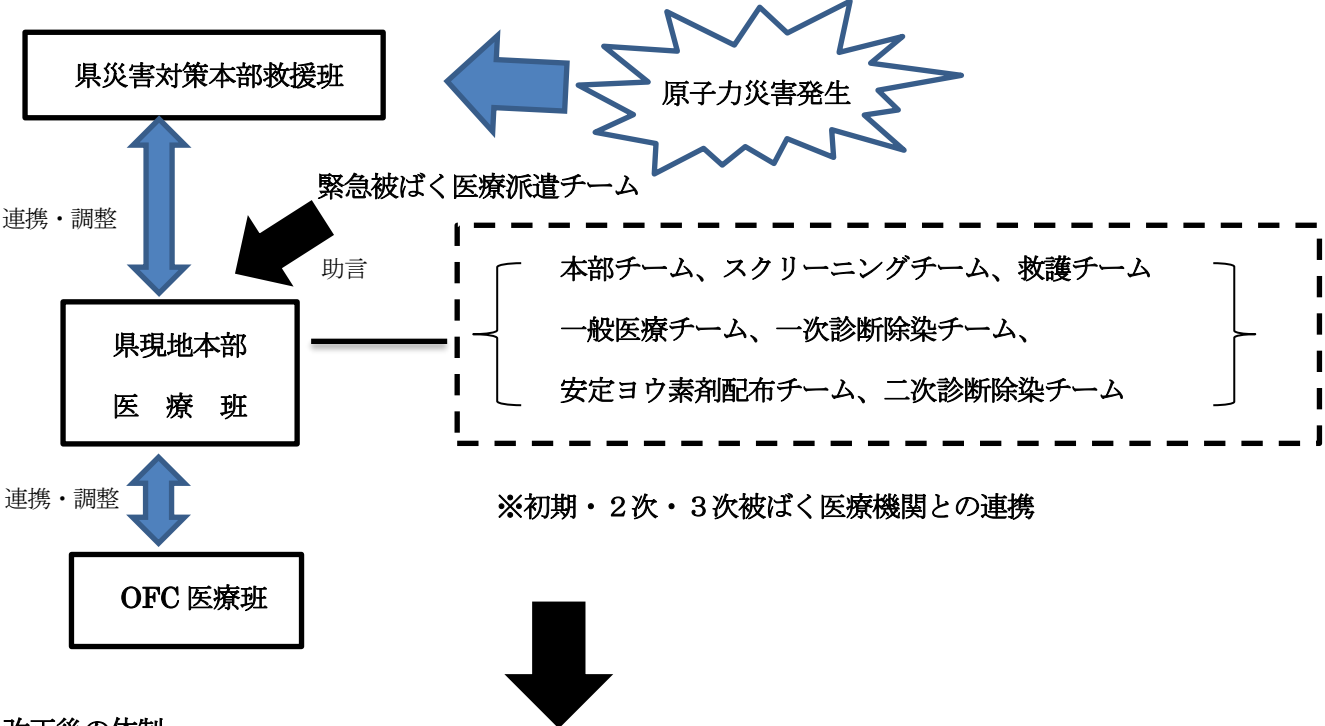 県災害対策本部救援班
原子力災害発生
緊急被ばく医療派遣チーム
連携・調整
助言
本部チーム、スクリーニングチーム、救護チーム
県現地本部
一般医療チーム、一次診断除染チーム、
医 療 班
安定ヨウ素剤配布チーム、二次診断除染チーム
連携・調整
※初期・２次・３次被ばく医療機関との連携
OFC 医療班
改正後の体制